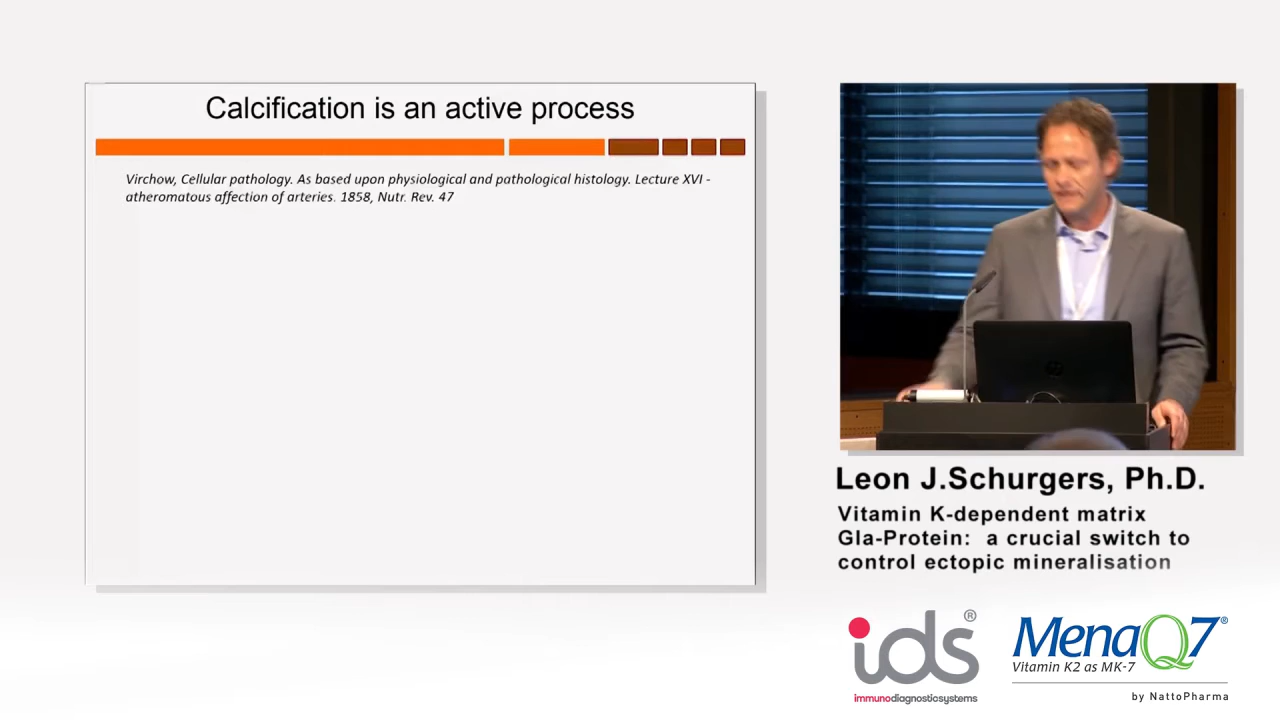 Calcification is an active process
Virchow, Cellular pathology. As based upon physiological and pathological histology. Lecture XVI -
atheromatous affection of arteries. 1858, Nutr. Rev. 47
Leon J.Schurgers, Ph.D.
Vitamin K-dependent matrix
Gla-Protein: a crucial switch to
control ectopic mineralisation
ids®
immunodiagnosticsystems
MenaQ7®
Vitamin K2 as MK-7
by NattoPharma